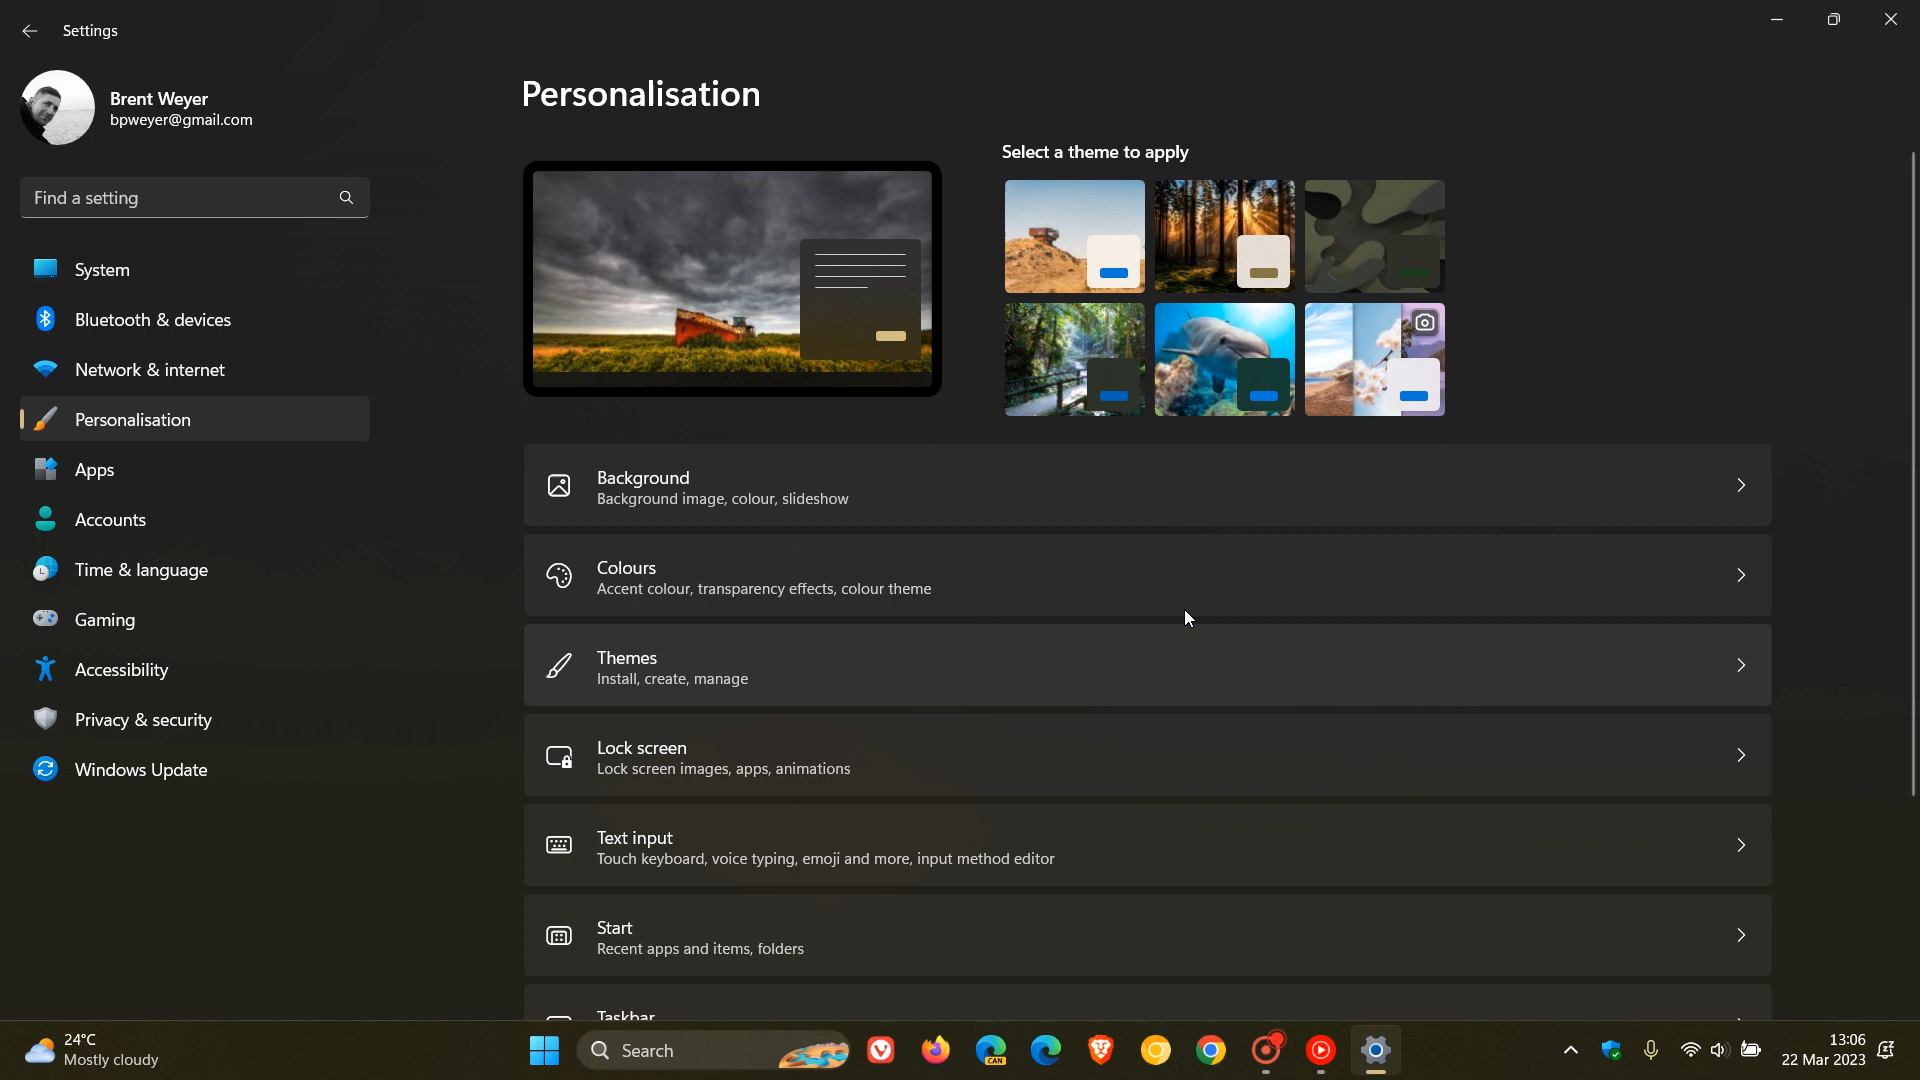 Settings
Brent Weyer
bpweyer@gmail.com
Find a setting
System
Bluetooth & devices
Network & internet
Personalisation
Apps
Accounts
Time & language
Gaming
Accessibility
Privacy & security
Windows Update
Personalisation
Select a theme to apply
Background
Background image, colour, slideshow
Colours
Accent colour, transparency effects, colour theme
Themes
Install, create, manage
Lock screen
Lock screen images, apps, animations
Text input
Touch keyboard, voice typing, emoji and more, input method editor
Start
Recent apps and items, folders
Taskbar
24°C
Mostly cloudy
Search
CAN
13:06
22 Mar 2023